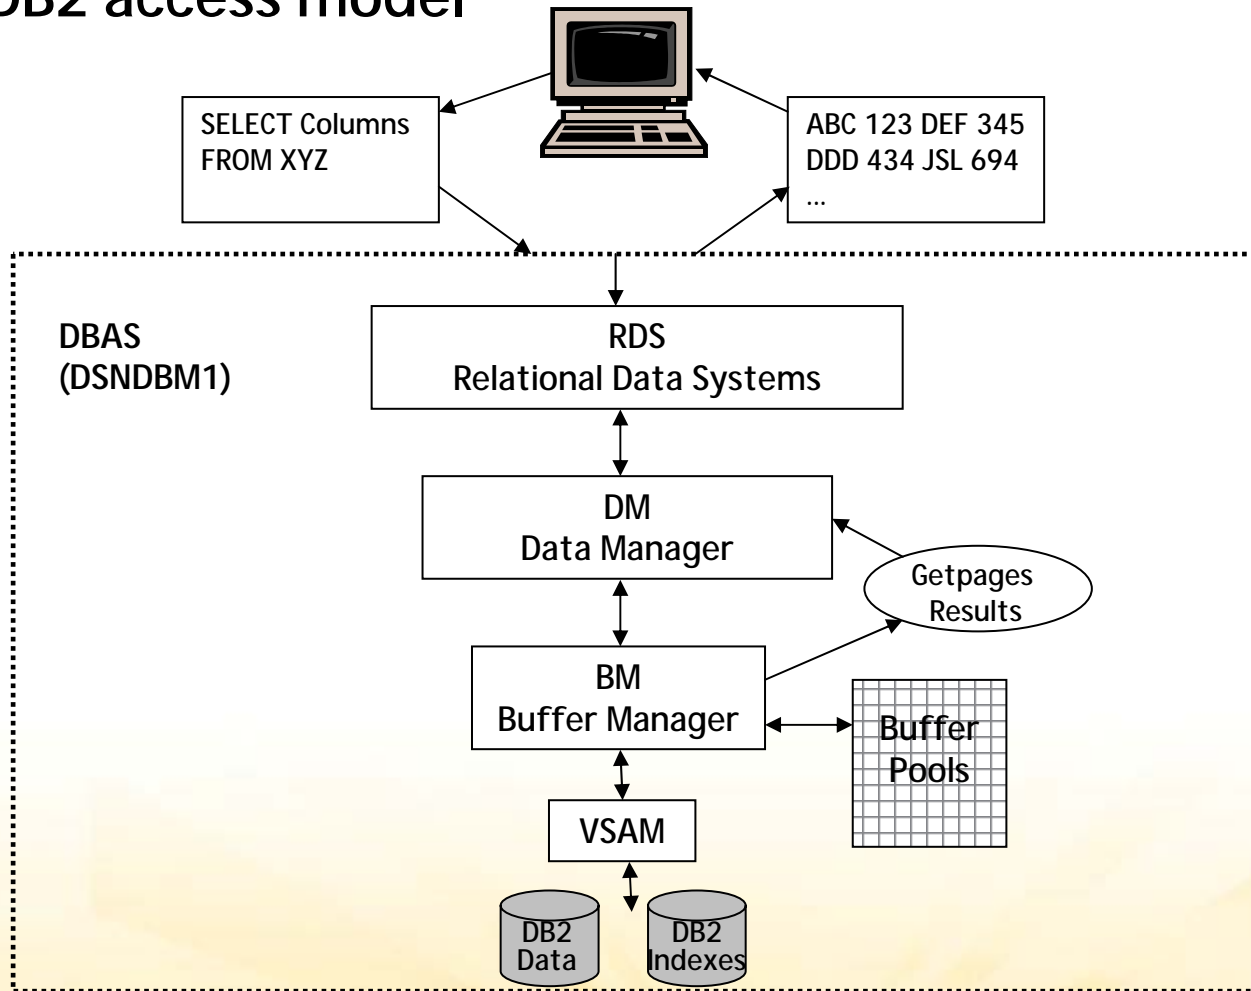 DB2 access model
SELECT Columns
FROM XYZ
ABC 123 DEF 345
DDD 434 JSL 694
...
DBAS
(DSNDBM1)
RDS
Relational Data Systems
DM
Data Manager
Getpages
Results
BM
Buffer Manager
Buffer
Pools
VSAM
DB2
Data
DB2
Indexes